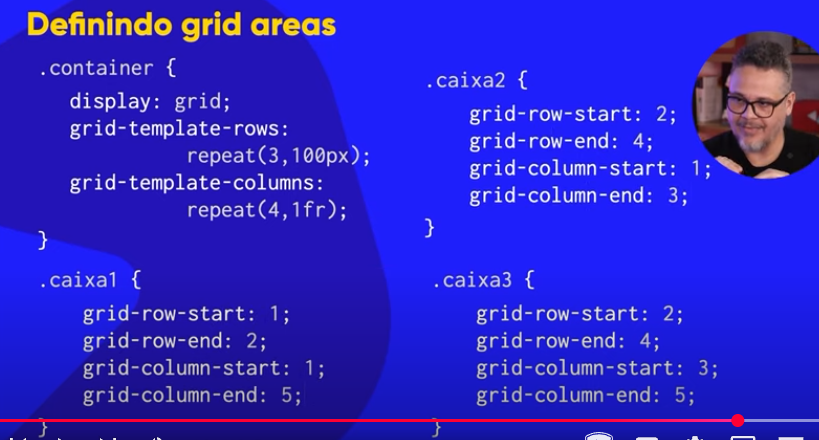 Definindo grid areas
.container {
display: grid;
grid-template-rows:
repeat(3,100px);
grid-template-columns:
repeat(4,1fr);
}
.caixa1 {
grid-row-start: 1;
grid-row-end: 2;
grid-column-start: 1;
grid-column-end: 5;
}
.caixa2 {
grid-row-start: 2;
grid-row-end: 4;
grid-column-start: 1;
grid-column-end: 3;
}
.caixa3 {
grid-row-start: 2;
grid-row-end: 4;
grid-column-start: 3;
grid-column-end: 5;
}